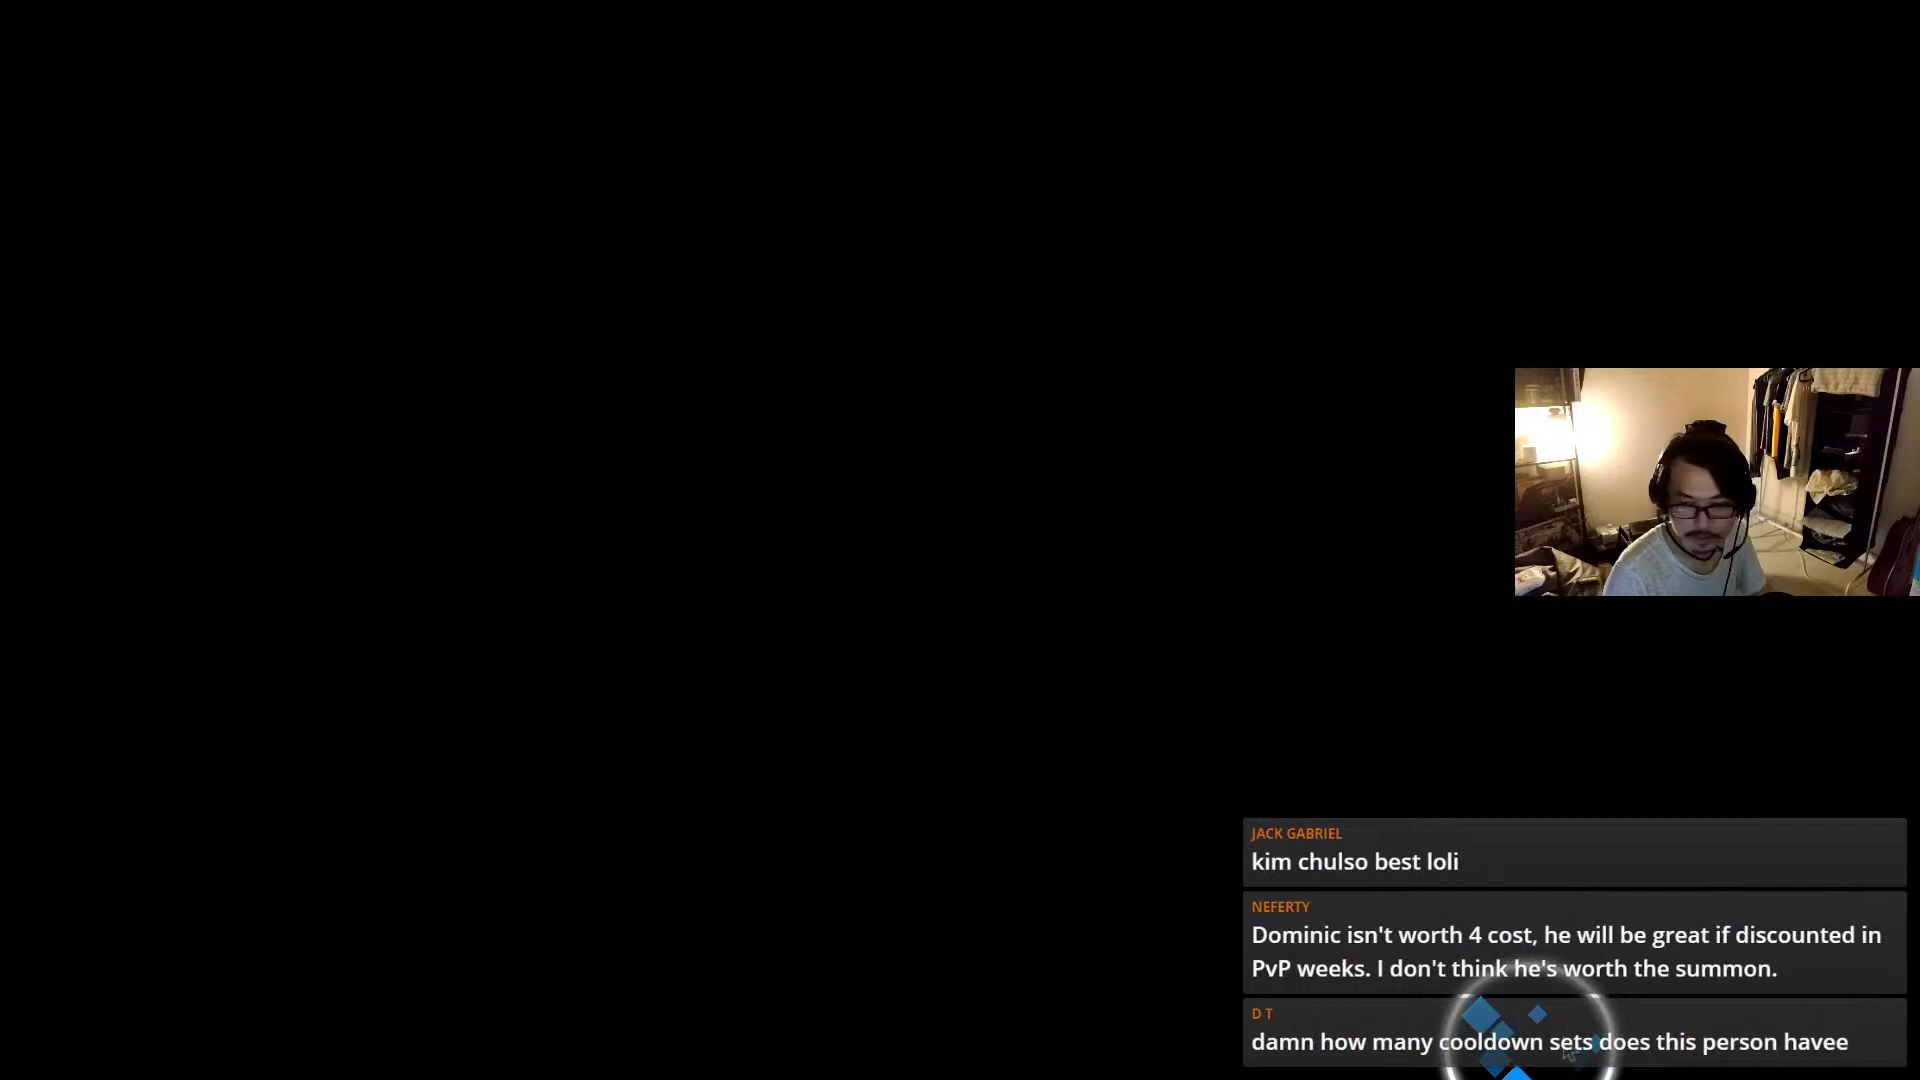 JACK GABRIEL
kim chulso best loli
NEFERTY
Dominic isn't worth 4 cost, he will be great if discounted in
PvP weeks. I don't think he's worth the summon.
D T
damn how many cooldown sets does this person havee